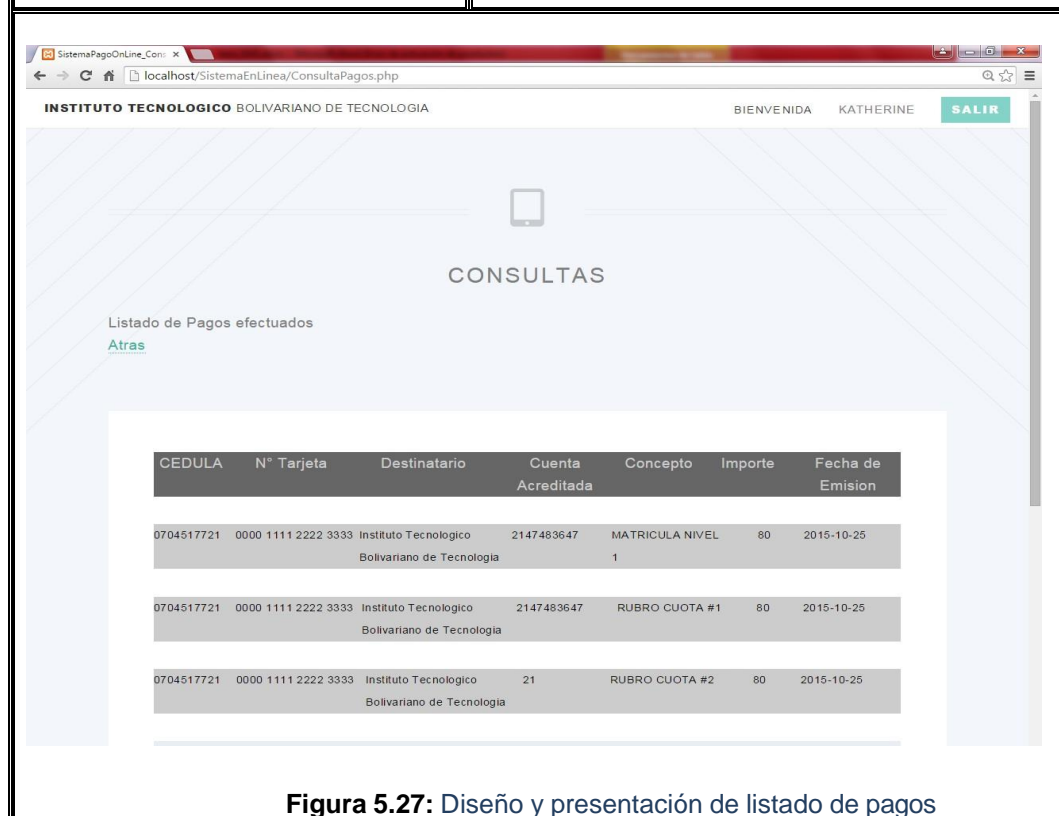 SistemaPagoOnLine_Cons
localhost/SistemaEnLinea/ConsultaPagos.php
INSTITUTO TECNOLOGICO BOLIVARIANO DE TECNOLOGIA BIENVENIDA KATHERINE SALIR
CONSULTAS
Listado de Pagos efectuados
Atras
CEDULA N° Tarjeta Destinatario Cuenta Concepto Importe Fecha de
Acreditada Emision
0704517721 0000 1111 2222 3333 Instituto Tecnologico 2147483647 MATRICULA NIVEL 80 2015-10-25
Bolivariano de Tecnologia 1
0704517721 0000 1111 2222 3333 Instituto Tecnologico 2147483647 RUBRO CUOTA #1 80 2015-10-25
Bolivariano de Tecnologia
0704517721 0000 1111 2222 3333 Instituto Tecnologico 21 RUBRO CUOTA #2 80 2015-10-25
Bolivariano de Tecnologia
Figura 5.27: Diseño y presentación de listado de pagos